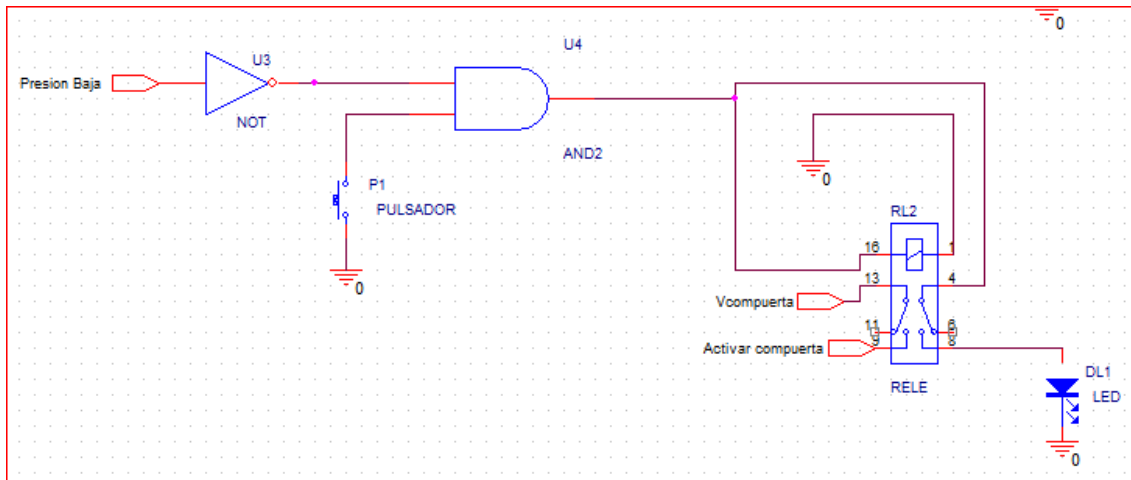 0
U3
U4
Presion Baja
NOT
AND2
P1
PULSADOR
0
0
RL2
16
1
13
4
Vcompuerta
11
6
Activar compuerta
9
8
RELE
DL1
LED
0